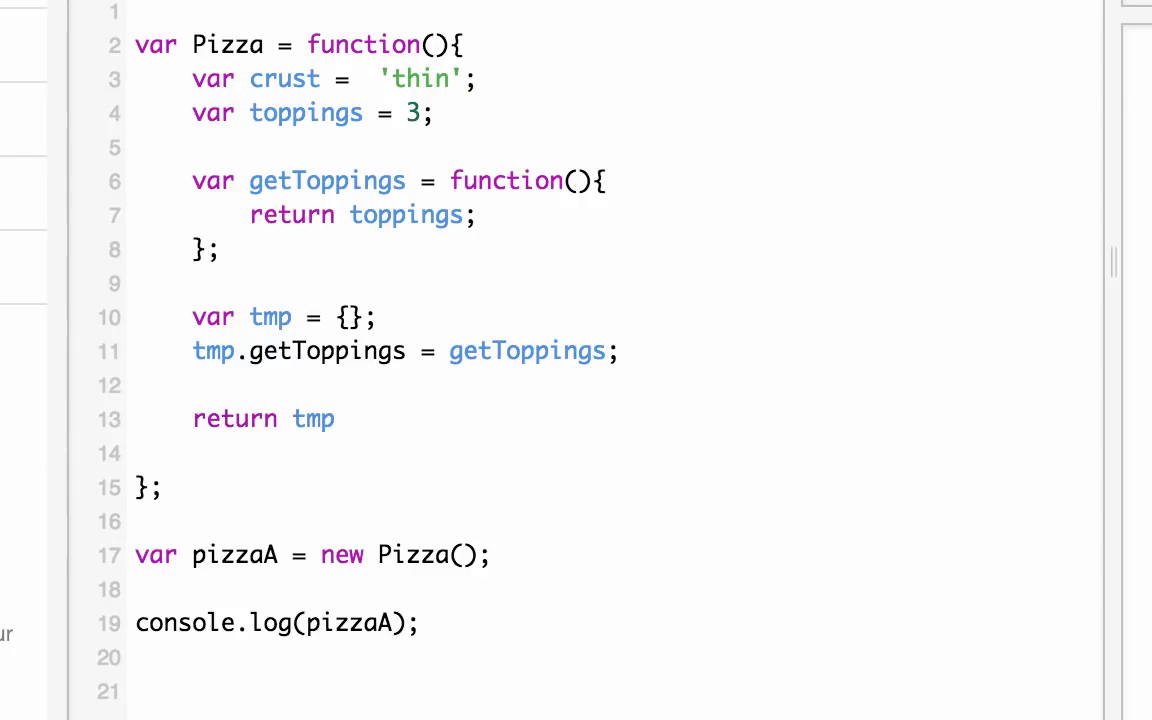 1
2 var Pizza = function(){
3     var crust =  'thin';
4     var toppings = 3;
5
6     var getToppings = function(){
7         return toppings;
8     };
9
10     var tmp = {};
11     tmp.getToppings = getToppings;
12
13     return tmp
14
15 };
16
17 var pizzaA = new Pizza();
18
19 console.log(pizzaA);
ur
20
21